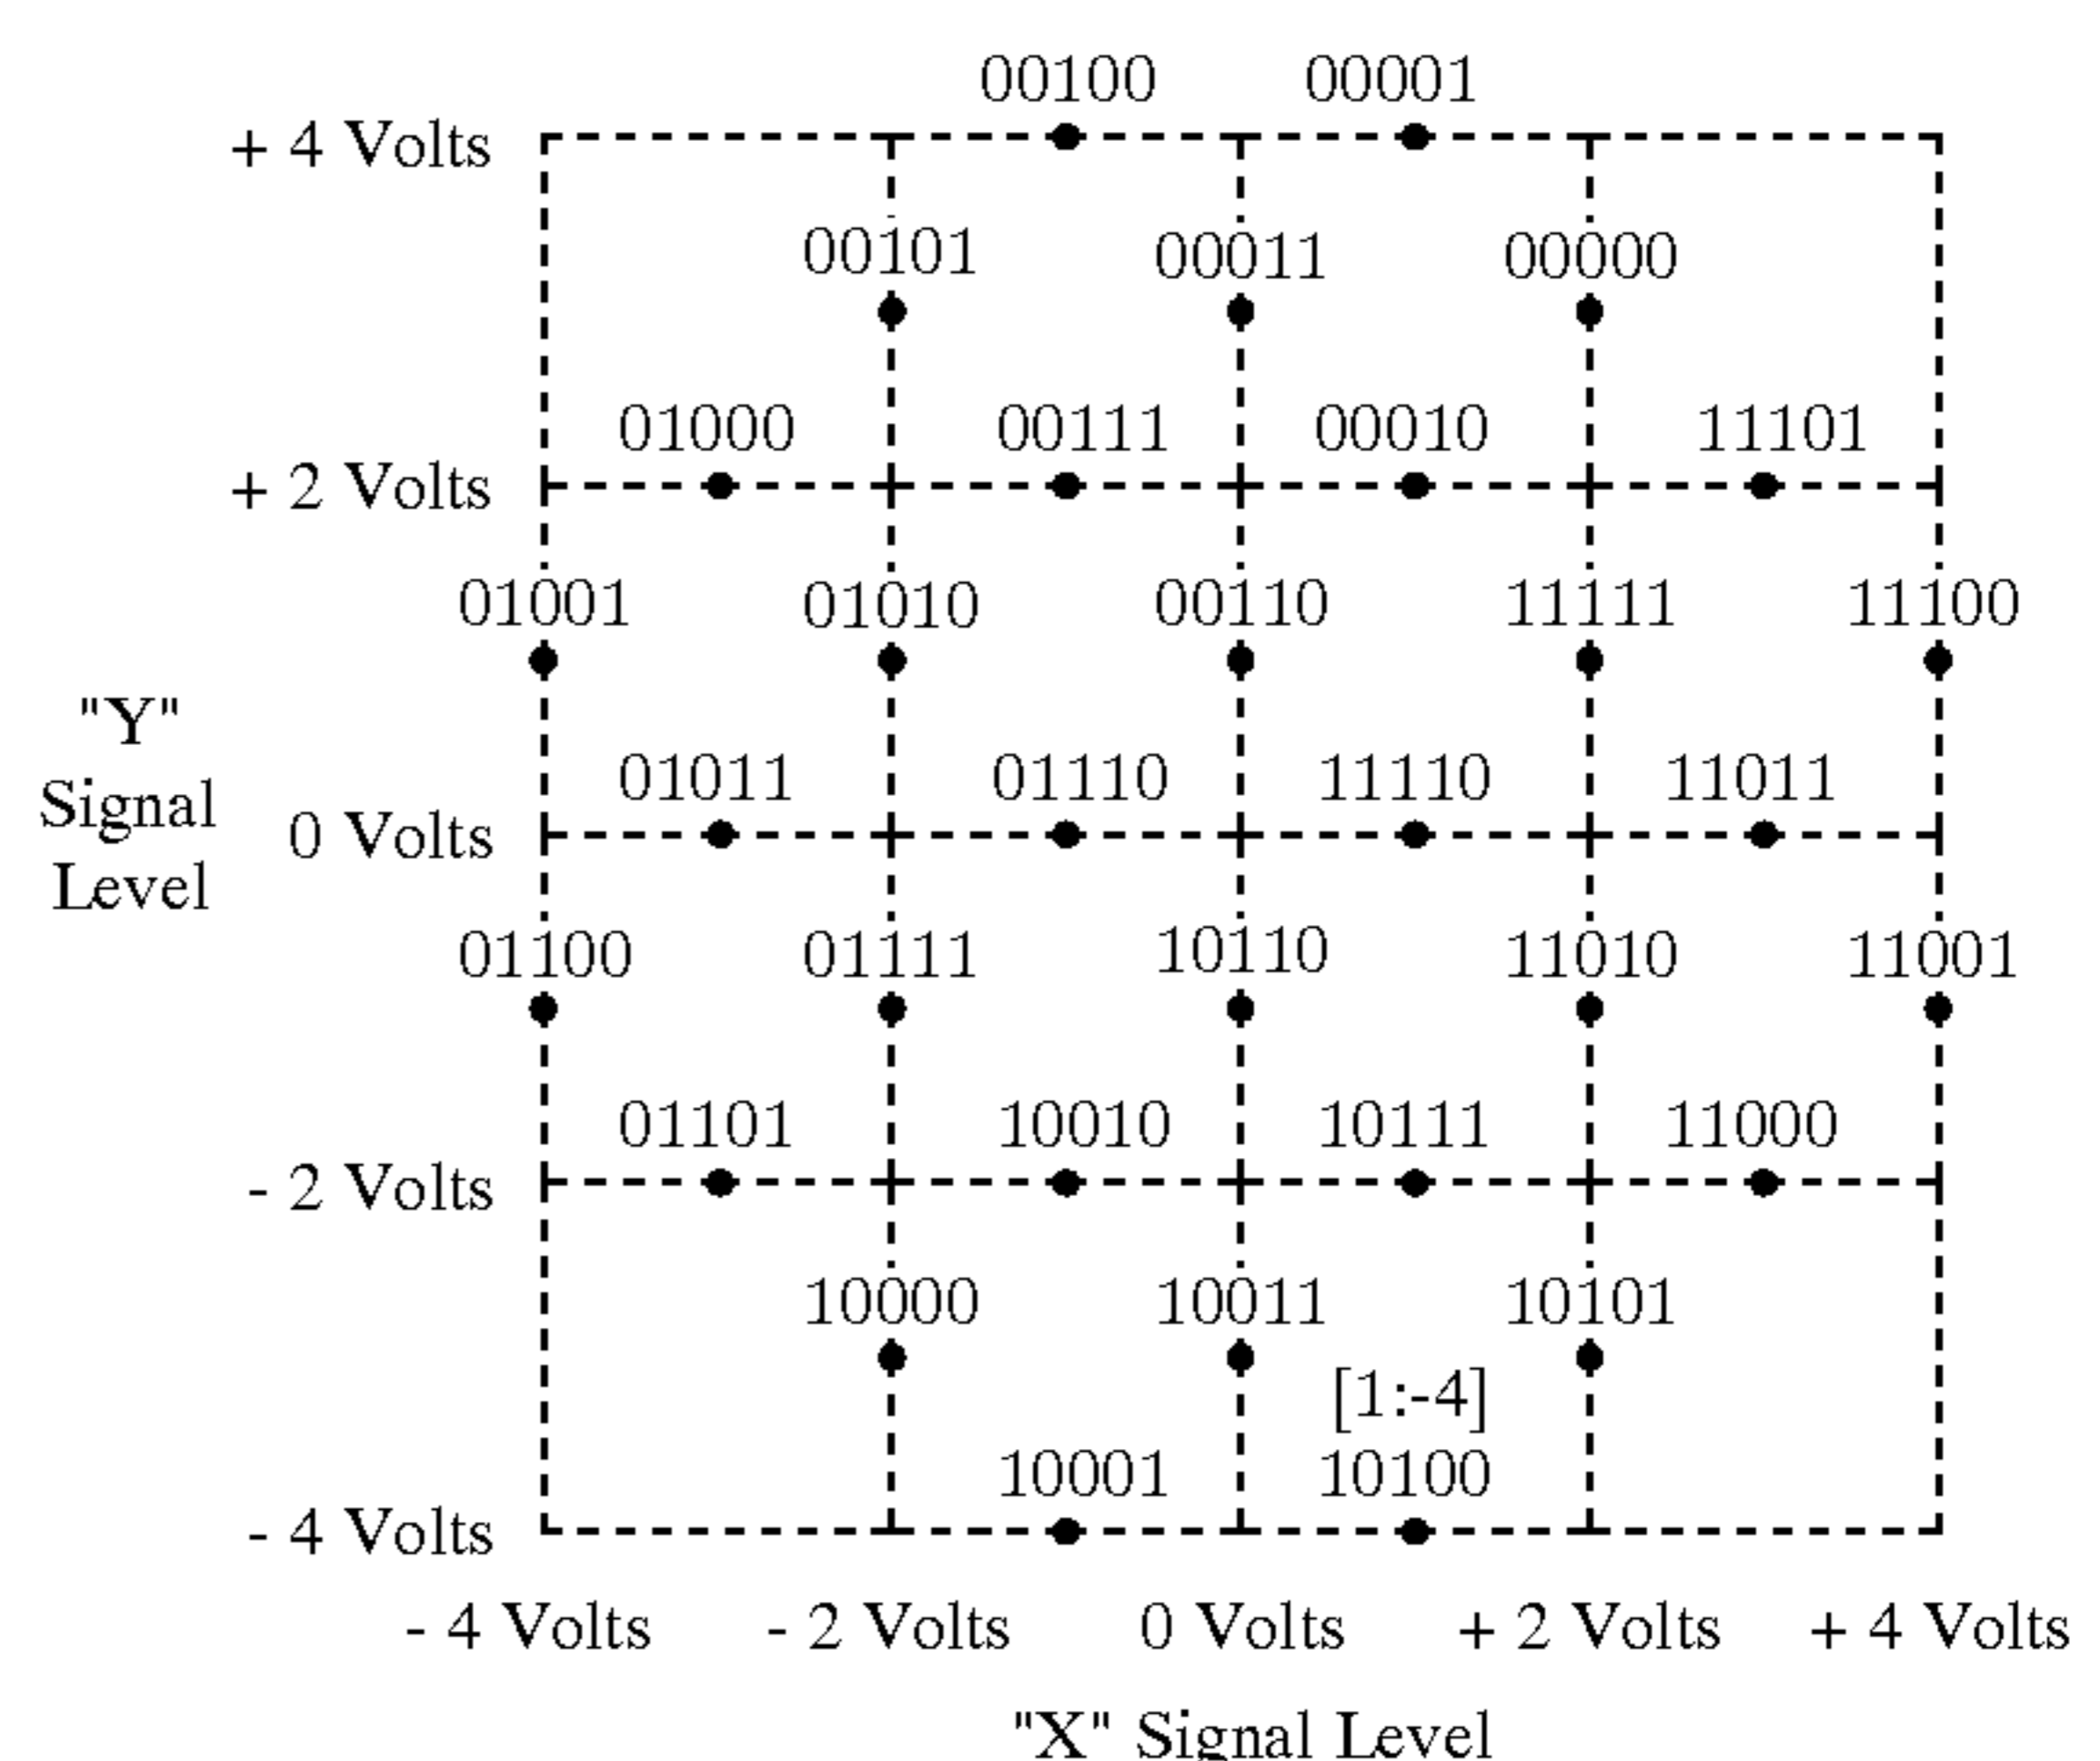 00100 00001
+ 4 Volts
00101 00011 00000
01000 00111 00010 11101
+ 2 Volts
01001 01010 00110 11111 11100
"Y"
Signal
Level
01011 01110 11110 11011
0 Volts
01100 01111 10110 11010 11001
01101 10010 10111 11000
- 2 Volts
10000 10011 10101
[1:-4]
10001 10100
- 4 Volts
- 4 Volts - 2 Volts 0 Volts + 2 Volts + 4 Volts
"X" Signal Level